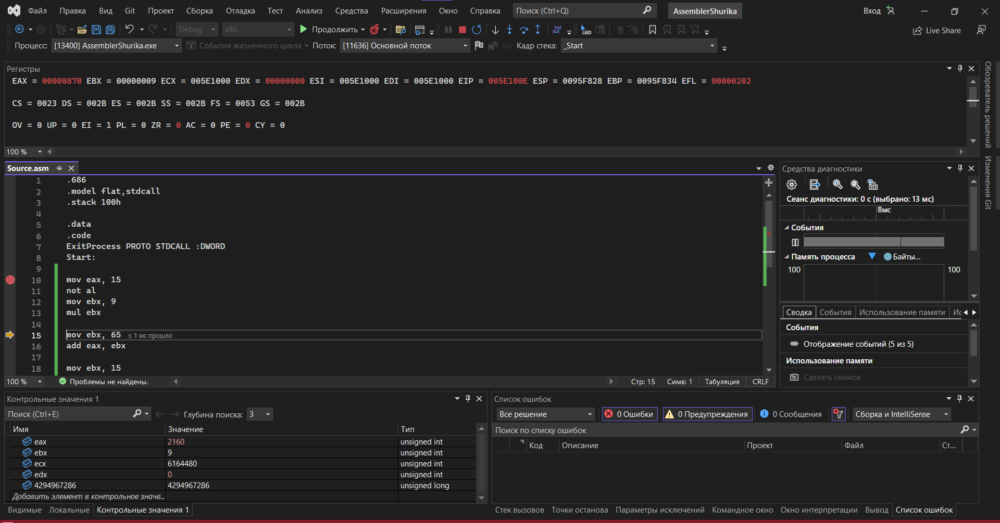 Файл Правка Вид Git Проект Сборка Отладка Тест Анализ Средства Расширения Окно Справка Поиск (Ctrl+Q) AssemblerShurika Вход
Debug x86 Продолжить Live Share
Процесс: [13400] AssemblerShurika.exe События жизненного цикла Поток: [11636] Основной поток Кадр стека: _Start
Регистры
EAX = 00000870 EBX = 00000009 ECX = 005E1000 EDX = 00000000 ESI = 005E1000 EDI = 005E1000 EIP = 005E100E ESP = 0095F828 EBP = 0095F834 EFL = 00000202
CS = 0023 DS = 002B ES = 002B SS = 002B FS = 0053 GS = 002B
OV = 0 UP = 0 EI = 1 PL = 0 ZR = 0 AC = 0 PE = 0 CY = 0
100 %
Source.asm
1 .686
2 .model flat,stdcall
3 .stack 100h
4
5 .data
6 .code
7 ExitProcess PROTO STDCALL :DWORD
8 Start:
9
10 mov eax, 15
11 not al
12 mov ebx, 9
13 mul ebx
14
15 mov ebx, 65 ≤ 1 мс прошло
16 add eax, ebx
17
18 mov ebx, 15
100 % Проблемы не найдены. Стр: 15 Симв: 1 Табуляция CRLF
Средства диагностики
Сеанс диагностики: 0 с (выбрано: 13 мс)
8мс
События
Память процесса Байты...
100 100
Сводка События Использование памяти Ис
События
Отображение событий (5 из 5)
Использование памяти
Сделать снимок
Обозреватель решений
Изменения Git
Контрольные значения 1
Поиск (Ctrl+E) Глубина поиска: 3
Имя Значение Тип
eax 2160 unsigned int
ebx 9 unsigned int
ecx 6164480 unsigned int
edx 0 unsigned int
4294967286 4294967286 unsigned long
Добавить элемент в контрольное значе...
Видимые Локальные Контрольные значения 1
Список ошибок
Все решение 0 Ошибки 0 Предупреждения 0 Сообщения Сборка и IntelliSense
Поиск по списку ошибок
Код Описание Проект Файл Ст...
Стек вызовов Точки останова Параметры исключений Командное окно Окно интерпретации Вывод Список ошибок